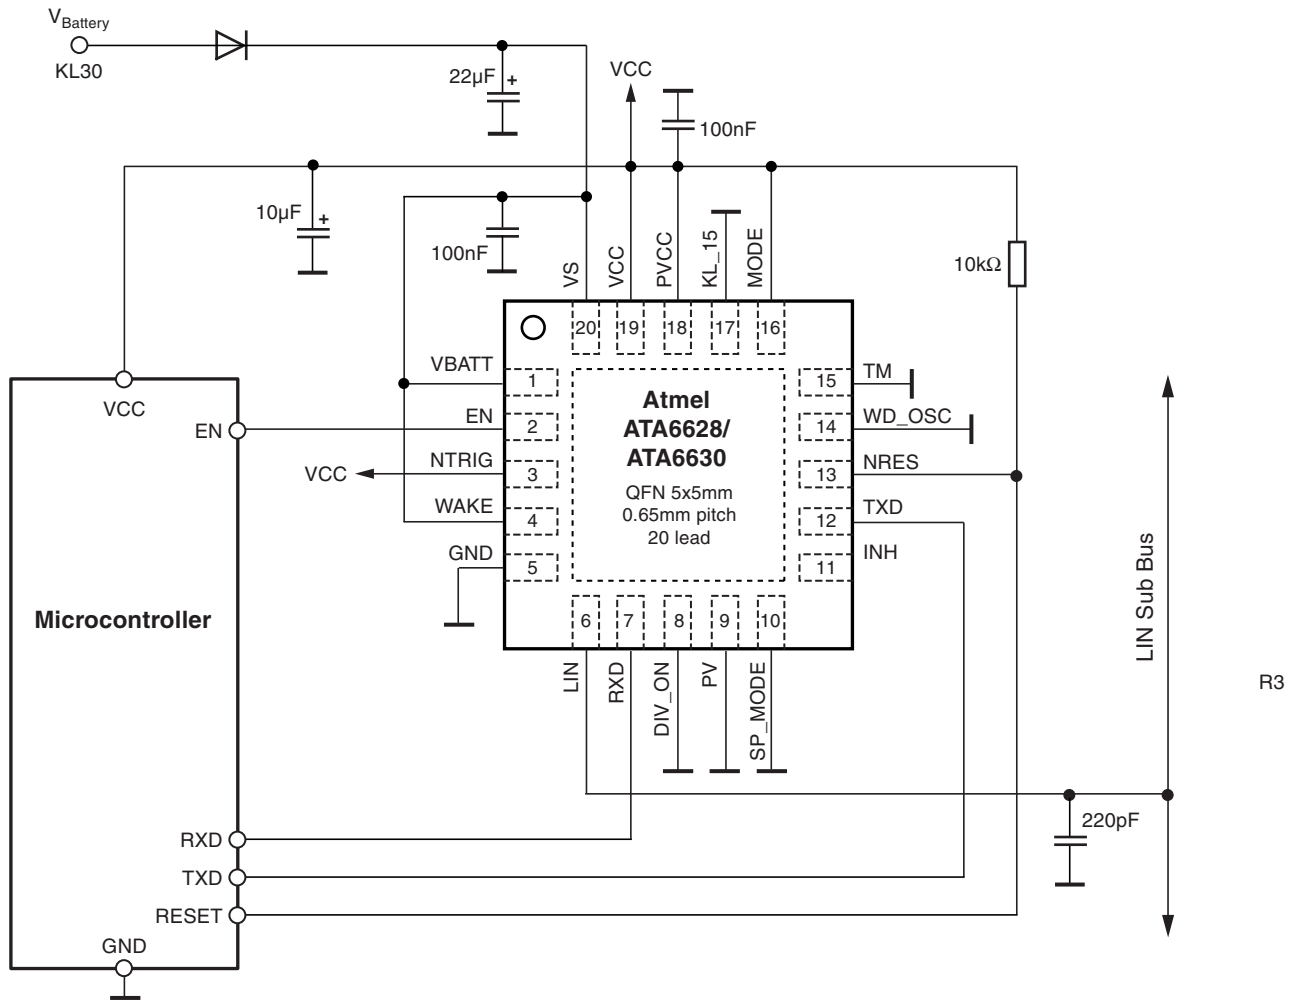 VBattery
KL30
22µF +
VCC
100nF
10µF +
100nF
10kΩ
VS
VCC
PVCC
KL_15
MODE
20
19
18
17
16
VBATT
1
EN
2
NTRIG
3
VCC
WAKE
4
GND
5
Atmel
ATA6628/
ATA6630
QFN 5x5mm
0.65mm pitch
20 lead
15
TM
14
WD_OSC
13
NRES
12
TXD
11
INH
6
7
8
9
10
LIN
RXD
DIV_ON
PV
SP_MODE
VCC
EN
Microcontroller
RXD
TXD
RESET
GND
LIN Sub Bus
R3
220pF